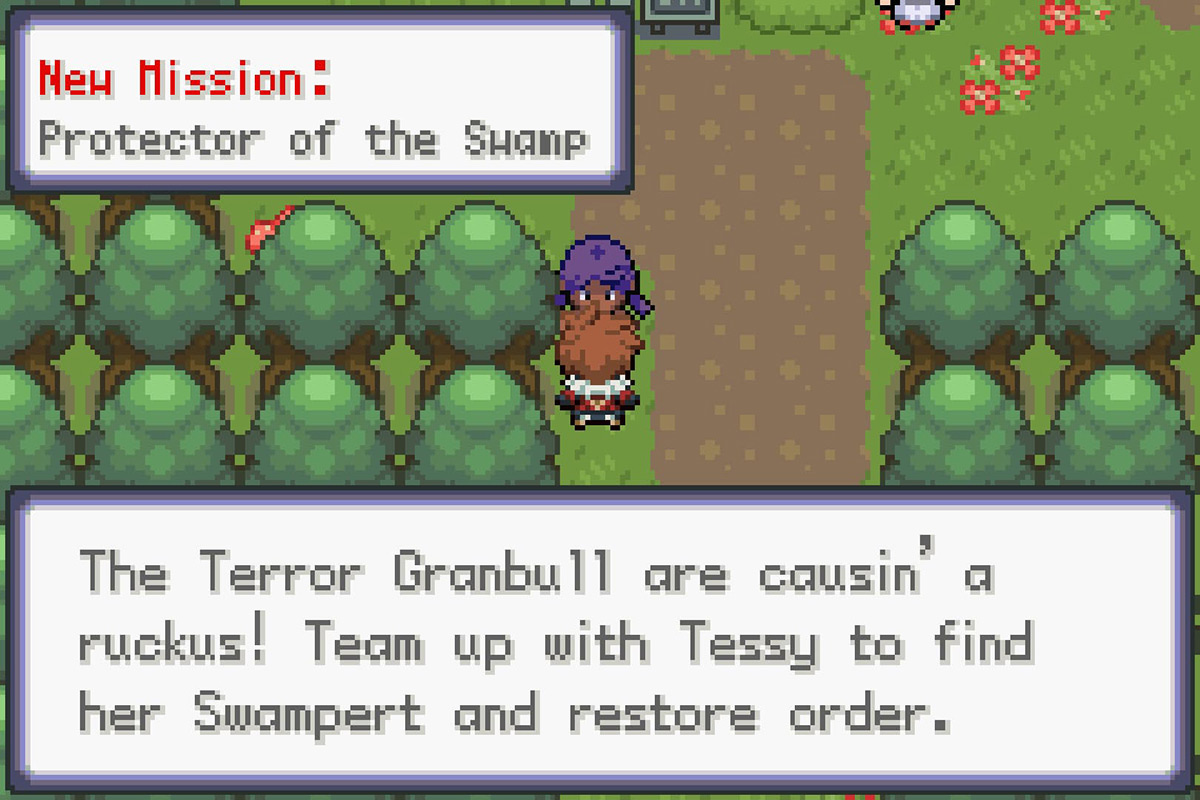 New Mission:
Protector of the Swamp
The Terror Granbull are causin' a
ruckus! Team up with Tessy to find
her Swampert and restore order.